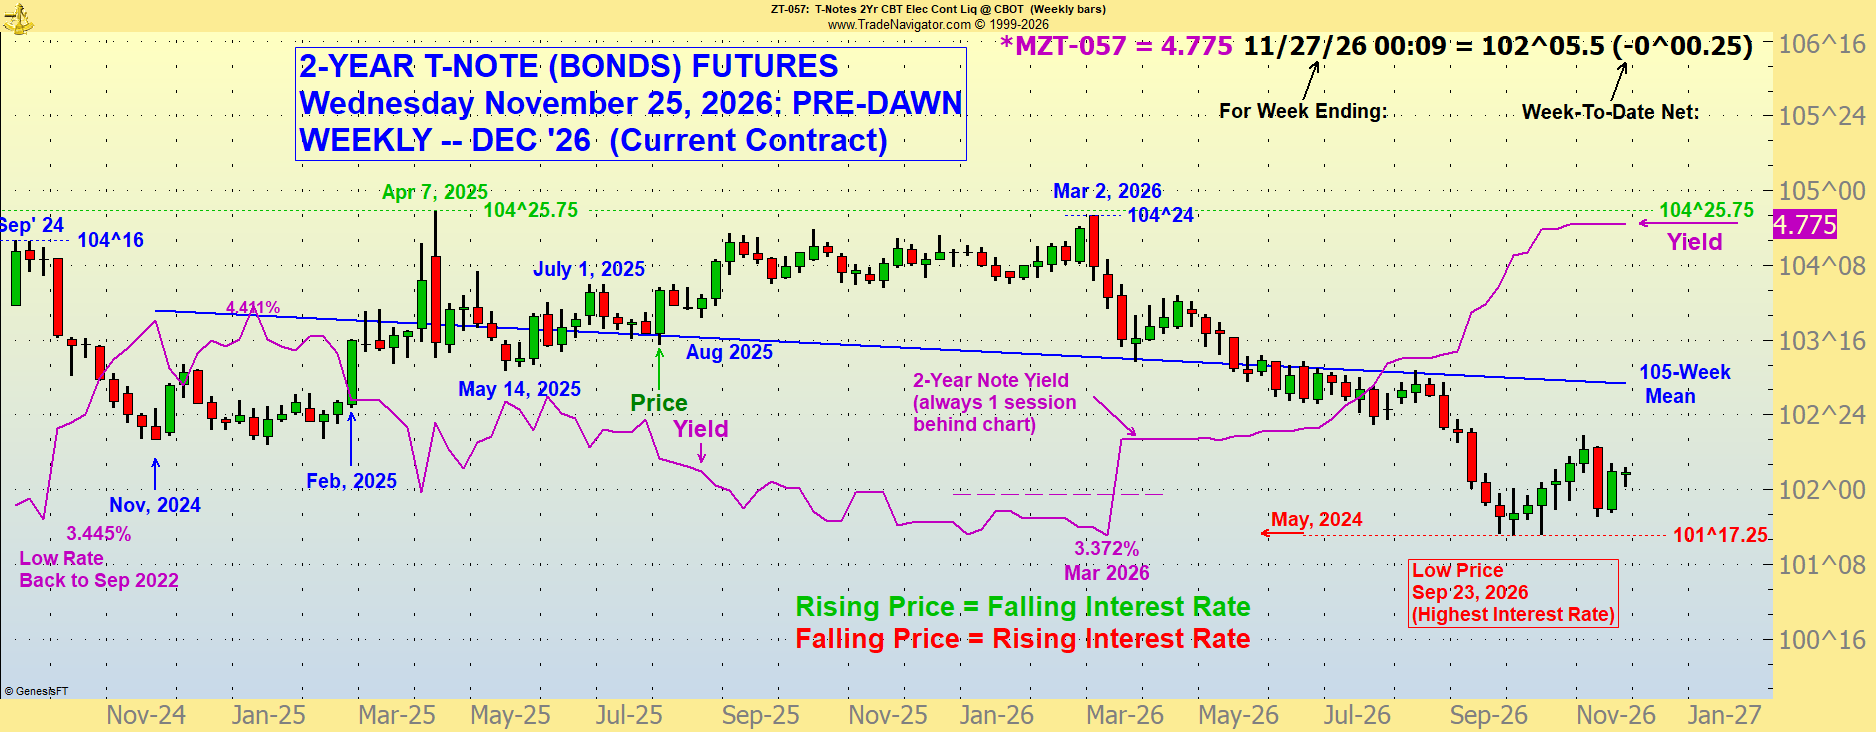 ZT-057: T-Notes 2Yr CBT Elec Cont Liq @ CBOT (Weekly bars)
www.TradeNavigator.com © 1999-2026
*MZT-057 = 4.775 11/27/26 00:09 = 102^05.5 (-0^00.25)
2-YEAR T-NOTE (BONDS) FUTURES
Wednesday November 25, 2026: PRE-DAWN
WEEKLY -- DEC '26 (Current Contract)
For Week Ending:
Week-To-Date Net:
Sep' 24
104^16
Apr 7, 2025
104^25.75
Mar 2, 2026
104^24
104^25.75
Yield
July 1, 2025
4.411%
Aug 2025
May 14, 2025
Price
Yield
2-Year Note Yield
(always 1 session
behind chart)
105-Week
Mean
Feb, 2025
Nov, 2024
3.445%
Low Rate
Back to Sep 2022
3.372%
Mar 2026
May, 2024
101^17.25
Low Price
Sep 23, 2026
(Highest Interest Rate)
Rising Price = Falling Interest Rate
Falling Price = Rising Interest Rate
106^16
105^24
105^00
4.775
104^08
103^16
102^24
102^00
101^08
100^16
© GenesisFT
Nov-24 Jan-25 Mar-25 May-25 Jul-25 Sep-25 Nov-25 Jan-26 Mar-26 May-26 Jul-26 Sep-26 Nov-26 Jan-27